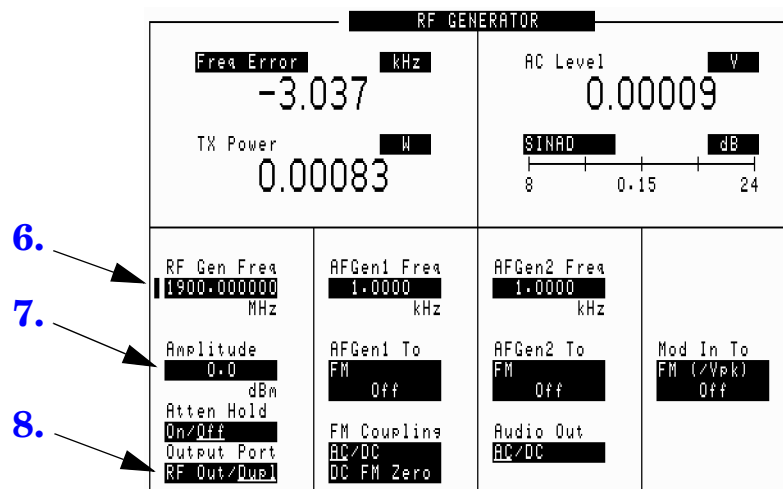 RF GENERATOR
Freq Error kHz
-3.037
TX Power W
0.00083
AC Level V
0.00009
SINAD dB
8 0.15 24
6.
7.
8.
RF Gen Freq
1900.000000
MHz
Amplitude
0.0
dBm
Atten Hold
On/Off
Output Port
RF Out/Dupl
AFGen1 Freq
1.0000
kHz
AFGen1 To
FM
Off
FM Coupling
AC/DC
DC FM Zero
AFGen2 Freq
1.0000
kHz
AFGen2 To
FM
Off
Audio Out
AC/DC
Mod In To
FM (/Vpk)
Off